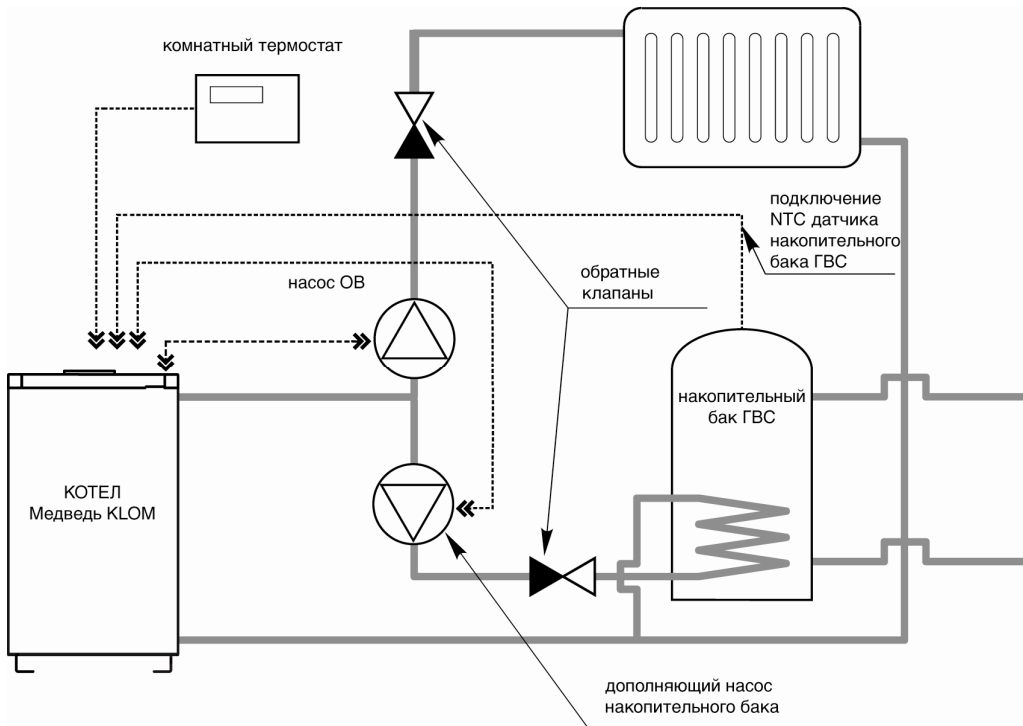 комнатный термостат
подключение
NTC датчика
накопительного
бака ГВС
обратные
клапаны
насос ОВ
накопительный
бак ГВС
КОТЕЛ
Медведь KLOM
дополняющий насос
накопительного бака